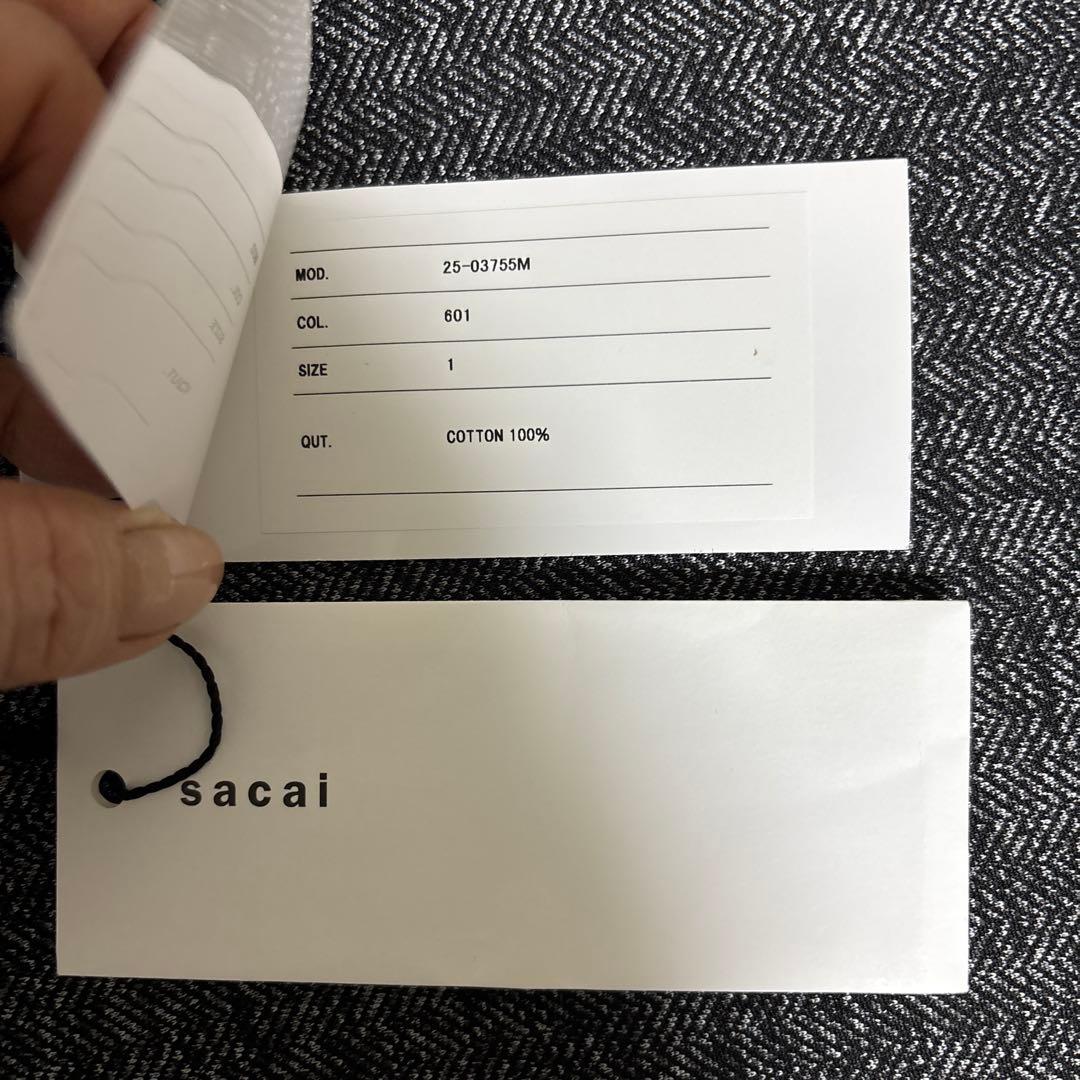 MOD. 25-03755M
COL. 601
SIZE 1
QUT. COTTON 100%
sacai